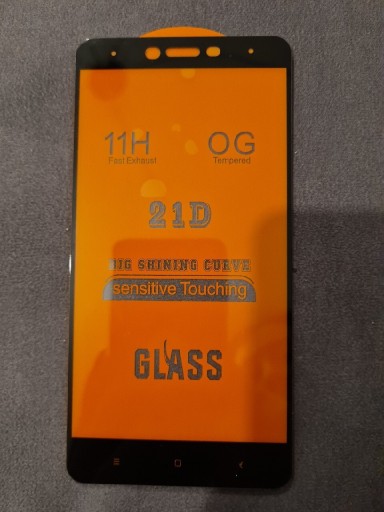 11H OG
Fast Exhaust Tempered
21D
BIG SHINING CURVE
sensitive Touching
GLASS